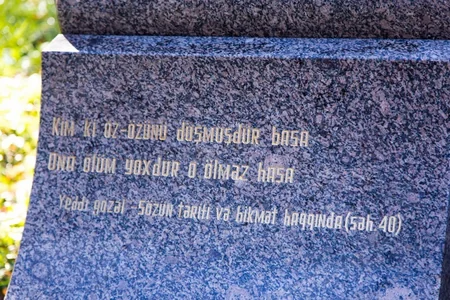 Kim ki öz-özünü düşmüşdür başa
Ona ölüm yoxdur o ölməz haşa
Yeddi gözəl - Sözün tərifi və hikmət haqqında (səh 40)